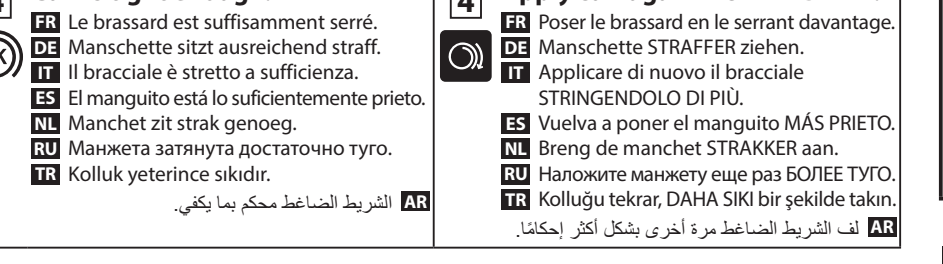 FR Le brassard est suffisamment serré.
DE Manschette sitzt ausreichend straff.
IT Il bracciale è stretto a sufficienza.
ES El manguito está lo suficientemente prieto.
NL Manchet zit strak genoeg.
RU Манжета затянута достаточно туго.
TR Kolluk yeterince sıkıdır.
AR الشريط الضاغط محكم بما يكفي.
4
FR Poser le brassard en le serrant davantage.
DE Manschette STRAFFER ziehen.
IT Applicare di nuovo il bracciale
STRINGENDOLO DI PIÙ.
ES Vuelva a poner el manguito MÁS PRIETO.
NL Breng de manchet STRAKKER aan.
RU Наложите манжету еще раз БОЛЕЕ ТУГО.
TR Kolluğu tekrar, DAHA SIKI bir şekilde takın.
AR لف الشريط الضاغط مرة أخرى بشكل أكثر إحكامًا.